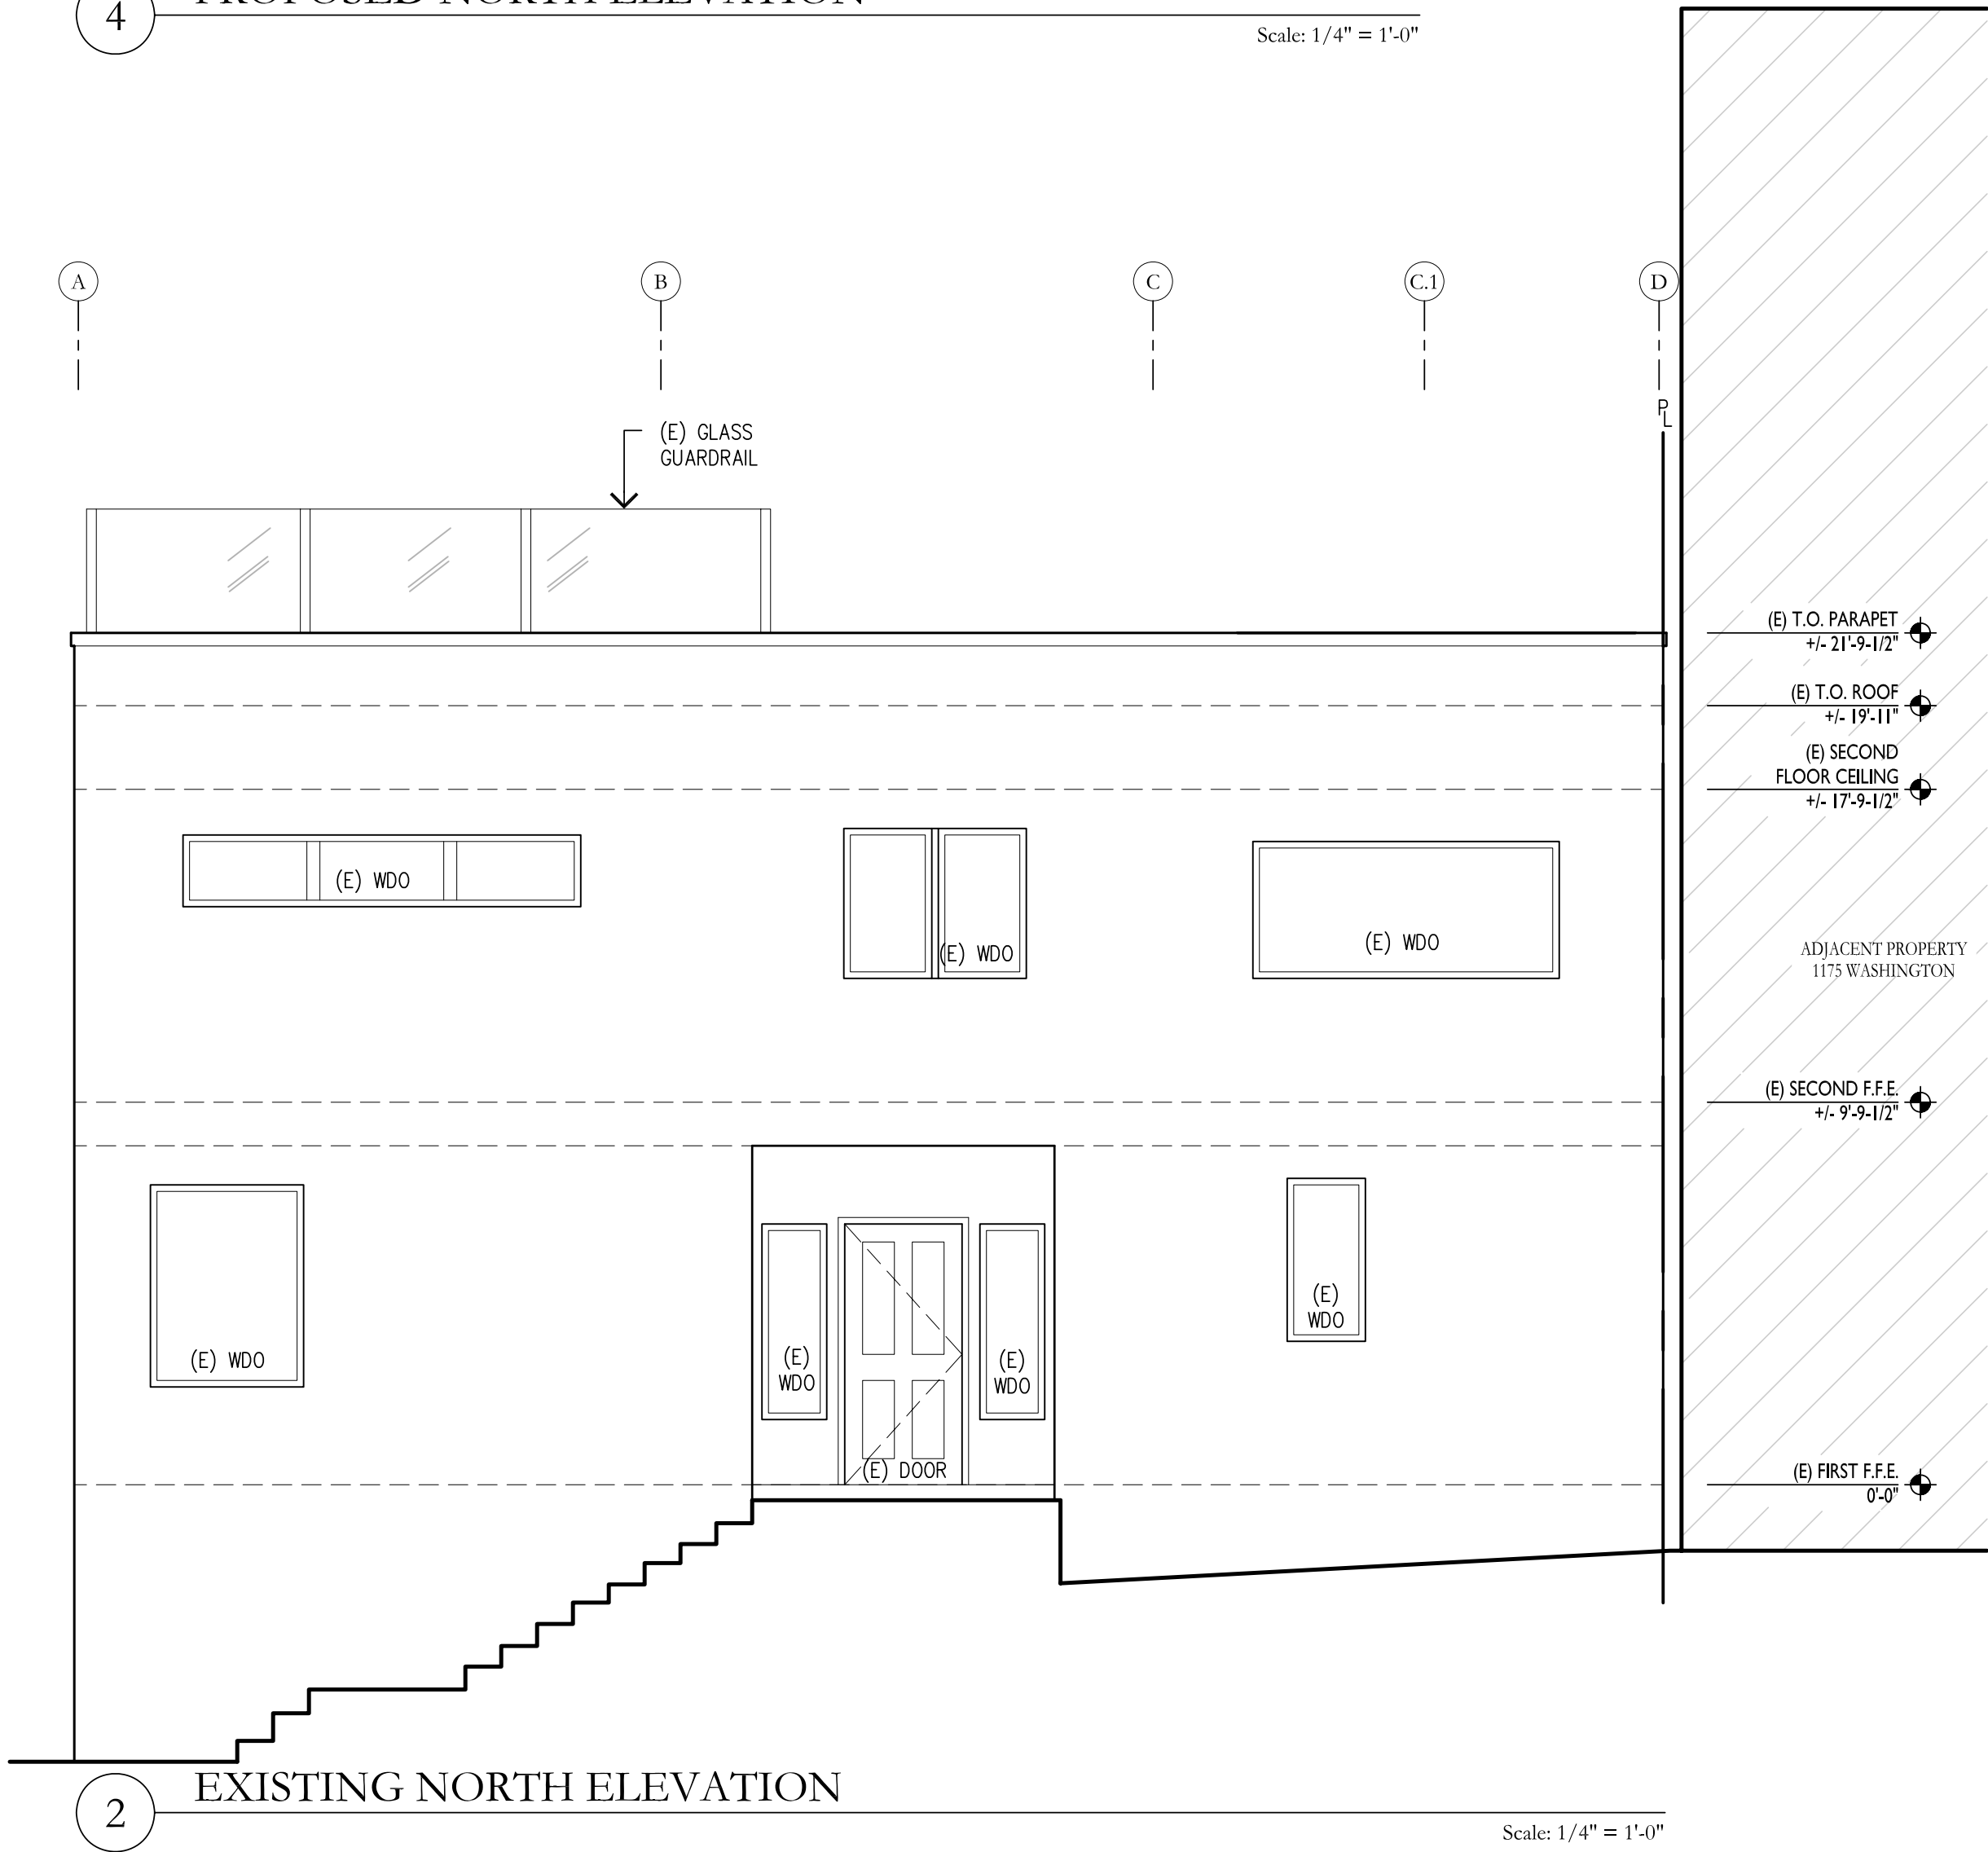 4
PROPOSED NORTH ELEVATION
Scale: 1/4" = 1'-0"
A
B
C
C.1
D
PL
(E) GLASS
GUARDRAIL
(E) T.O. PARAPET
+/- 21'-9-1/2"
(E) T.O. ROOF
+/- 19'-11"
(E) SECOND
FLOOR CEILING
+/- 17'-9-1/2"
(E) WDO
(E) WDO
(E) WDO
ADJACENT PROPERTY
1175 WASHINGTON
(E) SECOND F.F.E.
+/- 9'-9-1/2"
(E) WDO
(E)
WDO
(E) DOOR
(E)
WDO
(E)
WDO
(E) FIRST F.F.E.
0'-0"
2
EXISTING NORTH ELEVATION
Scale: 1/4" = 1'-0"